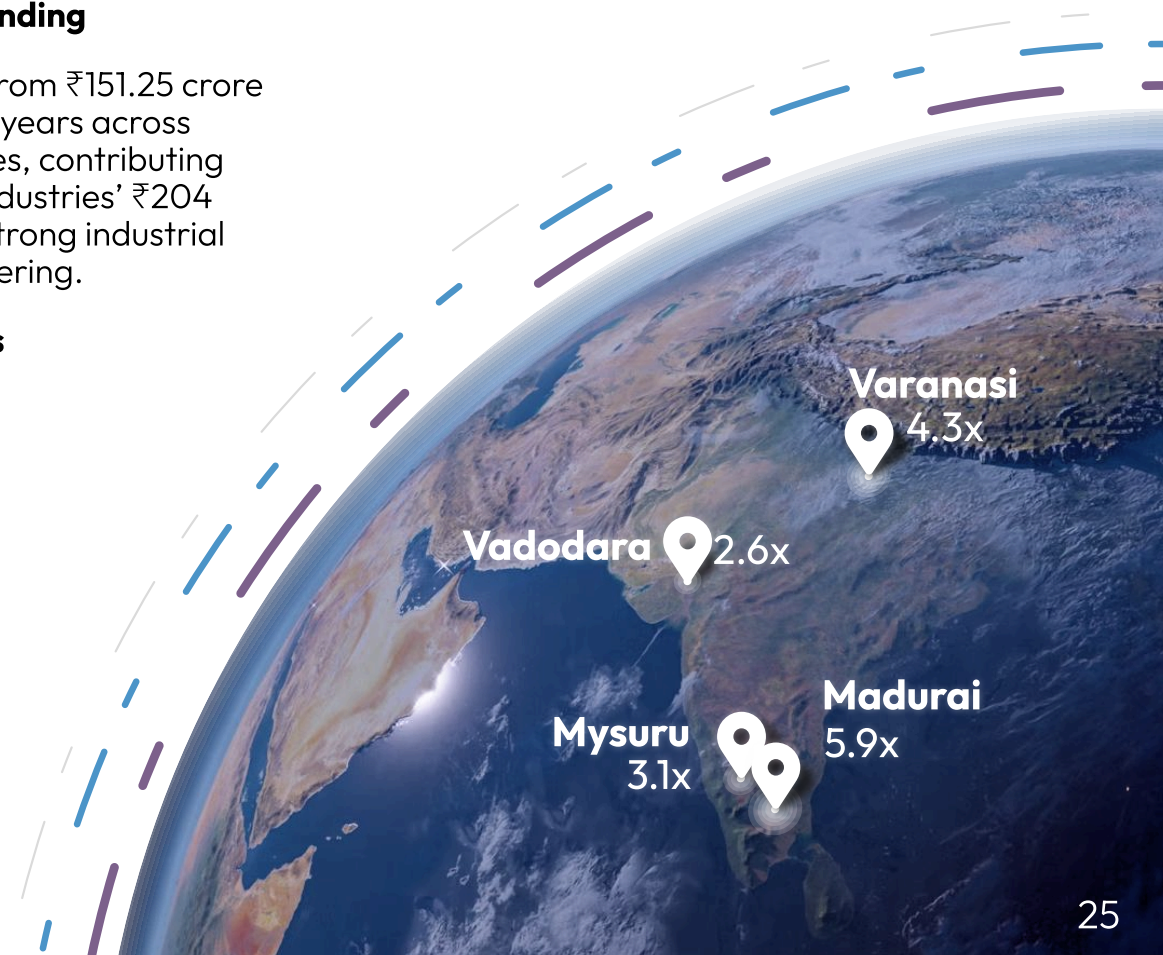 nding
rom ₹151.25 crore
years across
es, contributing
dustries’ ₹204
trong industrial
ering.
s
Varanasi
4.3x
Vadodara 2.6x
Madurai
5.9x
Mysuru
3.1x
25